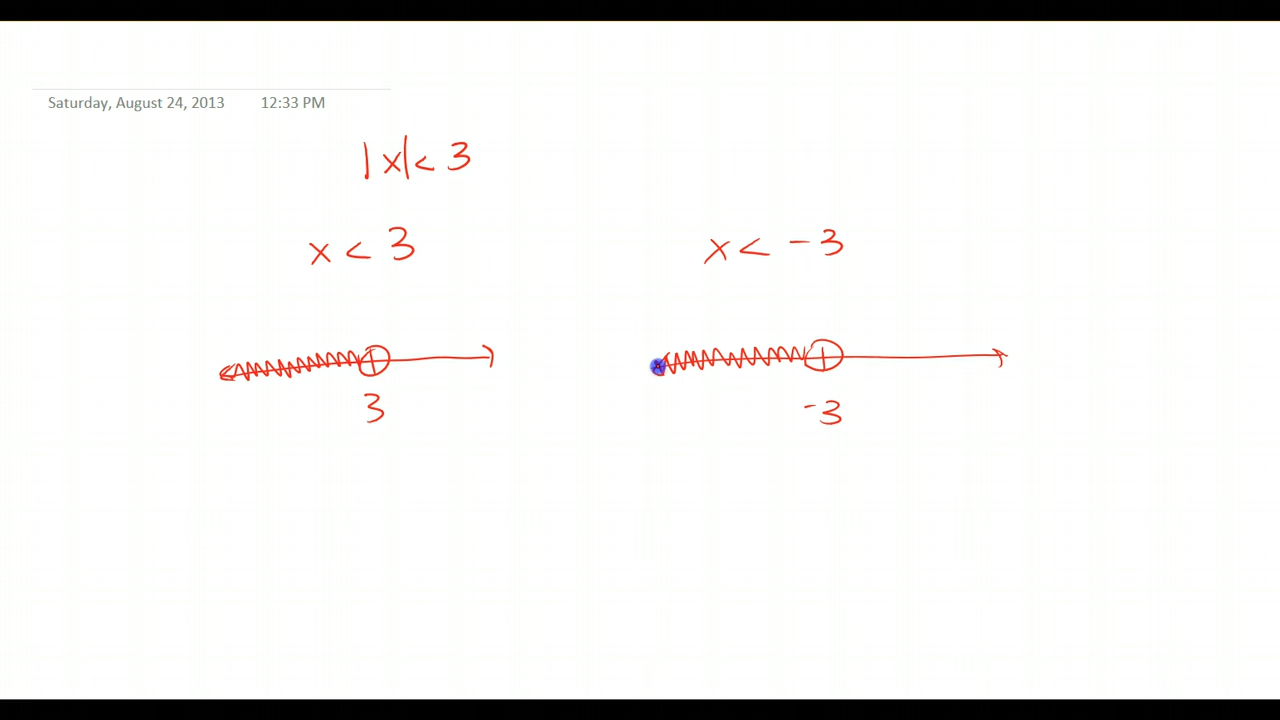 Saturday, August 24, 2013 12:33 PM
|x| < 3
x < 3
x < -3
3
-3